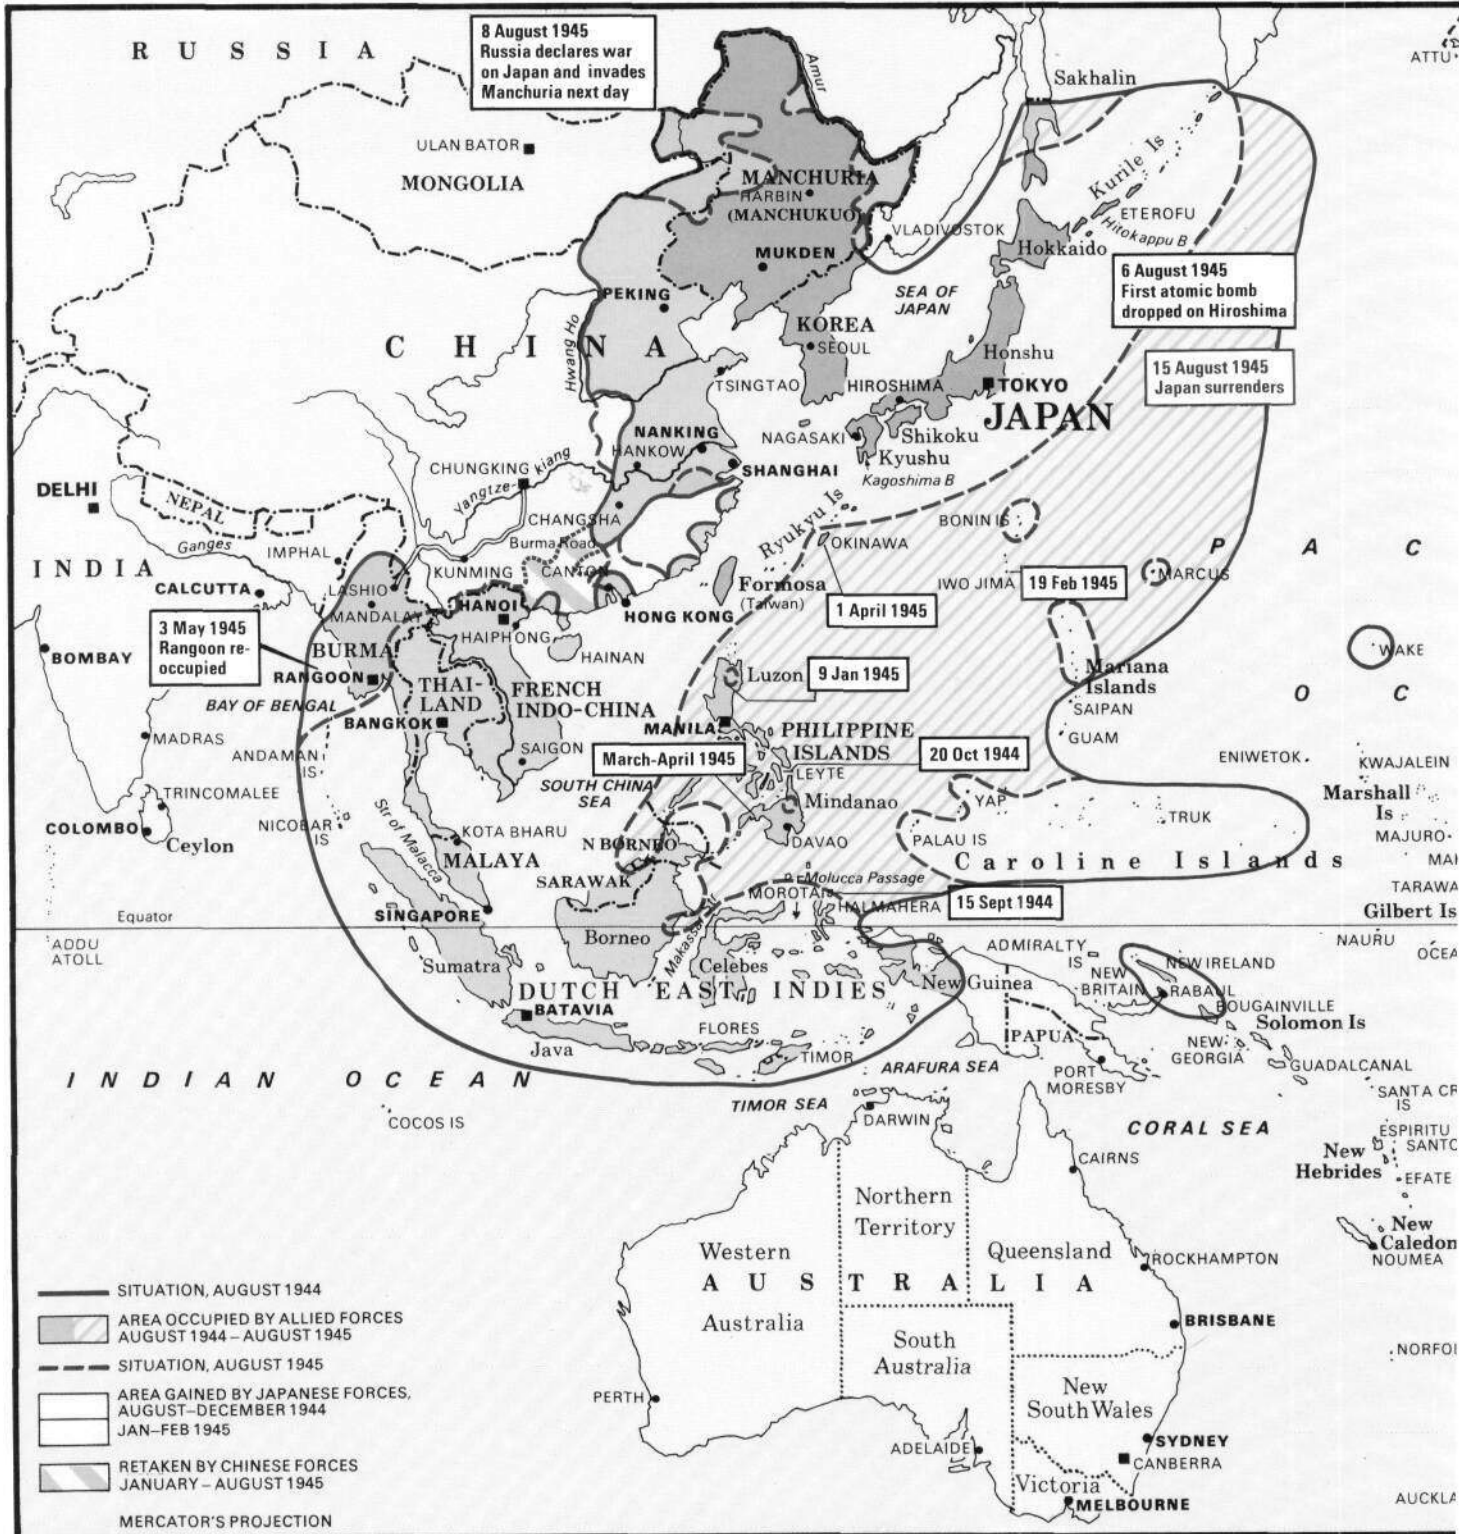 RUSSIA
8 August 1945
Russia declares war
on Japan and invades
Manchuria next day
Amur
Sakhalin
ATTU
ULAN BATOR
MONGOLIA
MANCHURIA
HARBIN
(MANCHUKUO)
MUKDEN
VLADIVOSTOK
Kurile Is
ETEROFU
Hitokappu B
Hokkaido
6 August 1945
First atomic bomb
dropped on Hiroshima
PEKING
SEA OF
JAPAN
CHINA
Hwang Ho
KOREA
SEOUL
Honshu
15 August 1945
Japan surrenders
TSINGTAO
HIROSHIMA
TOKYO
JAPAN
NANKING
HANKOW
NAGASAKI
Shikoku
Kyushu
Kagoshima B
SHANGHAI
CHUNGKING
Yangtze-kiang
DELHI
NEPAL
CHANGSHA
Ryukyu Is
BONIN IS
Ganges
IMPHAL
Burma Road
OKINAWA
INDIA
KUNMING
CANTON
IWO JIMA
19 Feb 1945
MARCUS
PAC
CALCUTTA
LASHIO
MANDALAY
HANOI
HONG KONG
Formosa
(Taiwan)
1 April 1945
3 May 1945
Rangoon re-
occupied
HAIPHONG
HAINAN
BOMBAY
BURMA
RANGOON
THAI-
LAND
FRENCH
INDO-CHINA
Luzon
9 Jan 1945
Mariana
Islands
WAKE
OC
BAY OF BENGAL
BANGKOK
MANILA
PHILIPPINE
ISLANDS
SAIPAN
GUAM
MADRAS
ANDAMAN
IS
SAIGON
March-April 1945
20 Oct 1944
ENIWETOK
KWAJALEIN
SOUTH CHINA
SEA
LEYTE
Mindanao
YAP
Marshall
Is
TRINCOMALEE
COLOMBO
Ceylon
NICOBAR
IS
Str of Malacca
KOTA BHARU
MALAYA
N BORNEO
DAVAO
PALAU IS
TRUK
MAJURO
Caroline Islands
SARAWAK
Molucca Passage
MOROTAI
HALMAHERA
15 Sept 1944
TARAWA
Gilbert Is
SINGAPORE
Equator
Borneo
Makassar Str
NAURU
ADDU
ATOLL
Sumatra
Celebes
ADMIRALTY
IS
NEW IRELAND
NEW
BRITAIN
RABAUL
BOUGAINVILLE
New Guinea
DUTCH EAST INDIES
BATAVIA
Solomon Is
FLORES
PAPUA
NEW
GEORGIA
Java
TIMOR
ARAFURA SEA
PORT
MORESBY
GUADALCANAL
INDIAN OCEAN
TIMOR SEA
SANTA CR
IS
COCOS IS
DARWIN
CORAL SEA
ESPIRITU
SANTO
CAIRNS
New
Hebrides
EFATE
Northern
Territory
New
Caledon
NOUMEA
Western
Australia
Queensland
ROCKHAMPTON
AUSTRALIA
SITUATION, AUGUST 1944
AREA OCCUPIED BY ALLIED FORCES
AUGUST 1944–AUGUST 1945
SITUATION, AUGUST 1945
AREA GAINED BY JAPANESE FORCES,
AUGUST–DECEMBER 1944
JAN–FEB 1945
RETAKEN BY CHINESE FORCES
JANUARY–AUGUST 1945
MERCATOR'S PROJECTION
South
Australia
BRISBANE
New
South Wales
PERTH
ADELAIDE
SYDNEY
CANBERRA
Victoria
MELBOURNE